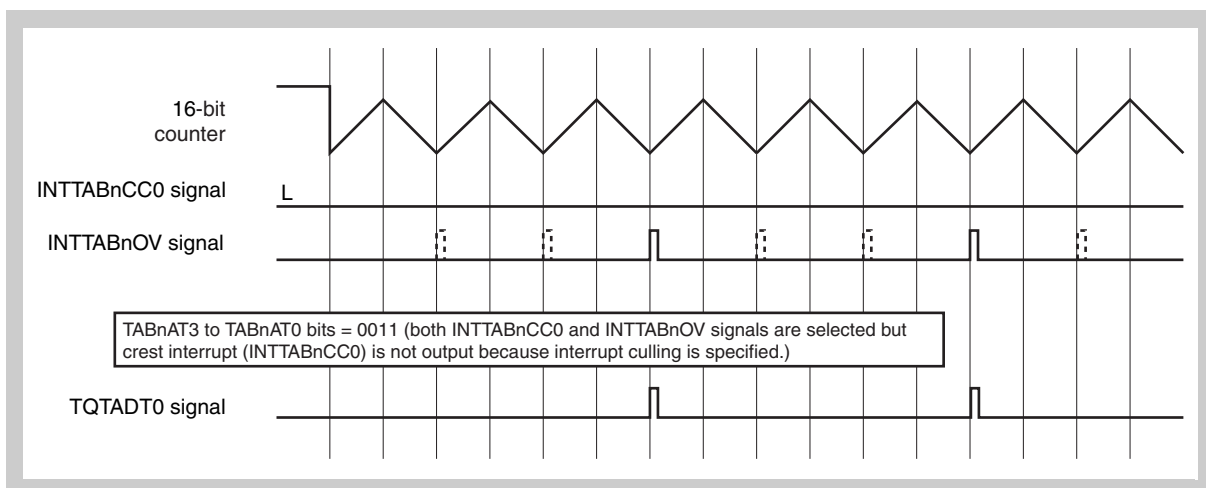 16-bit
counter
INTTABnCC0 signal
L
INTTABnOV signal
TABnAT3 to TABnAT0 bits = 0011 (both INTTABnCC0 and INTTABnOV signals are selected but
crest interrupt (INTTABnCC0) is not output because interrupt culling is specified.)
TQTADT0 signal